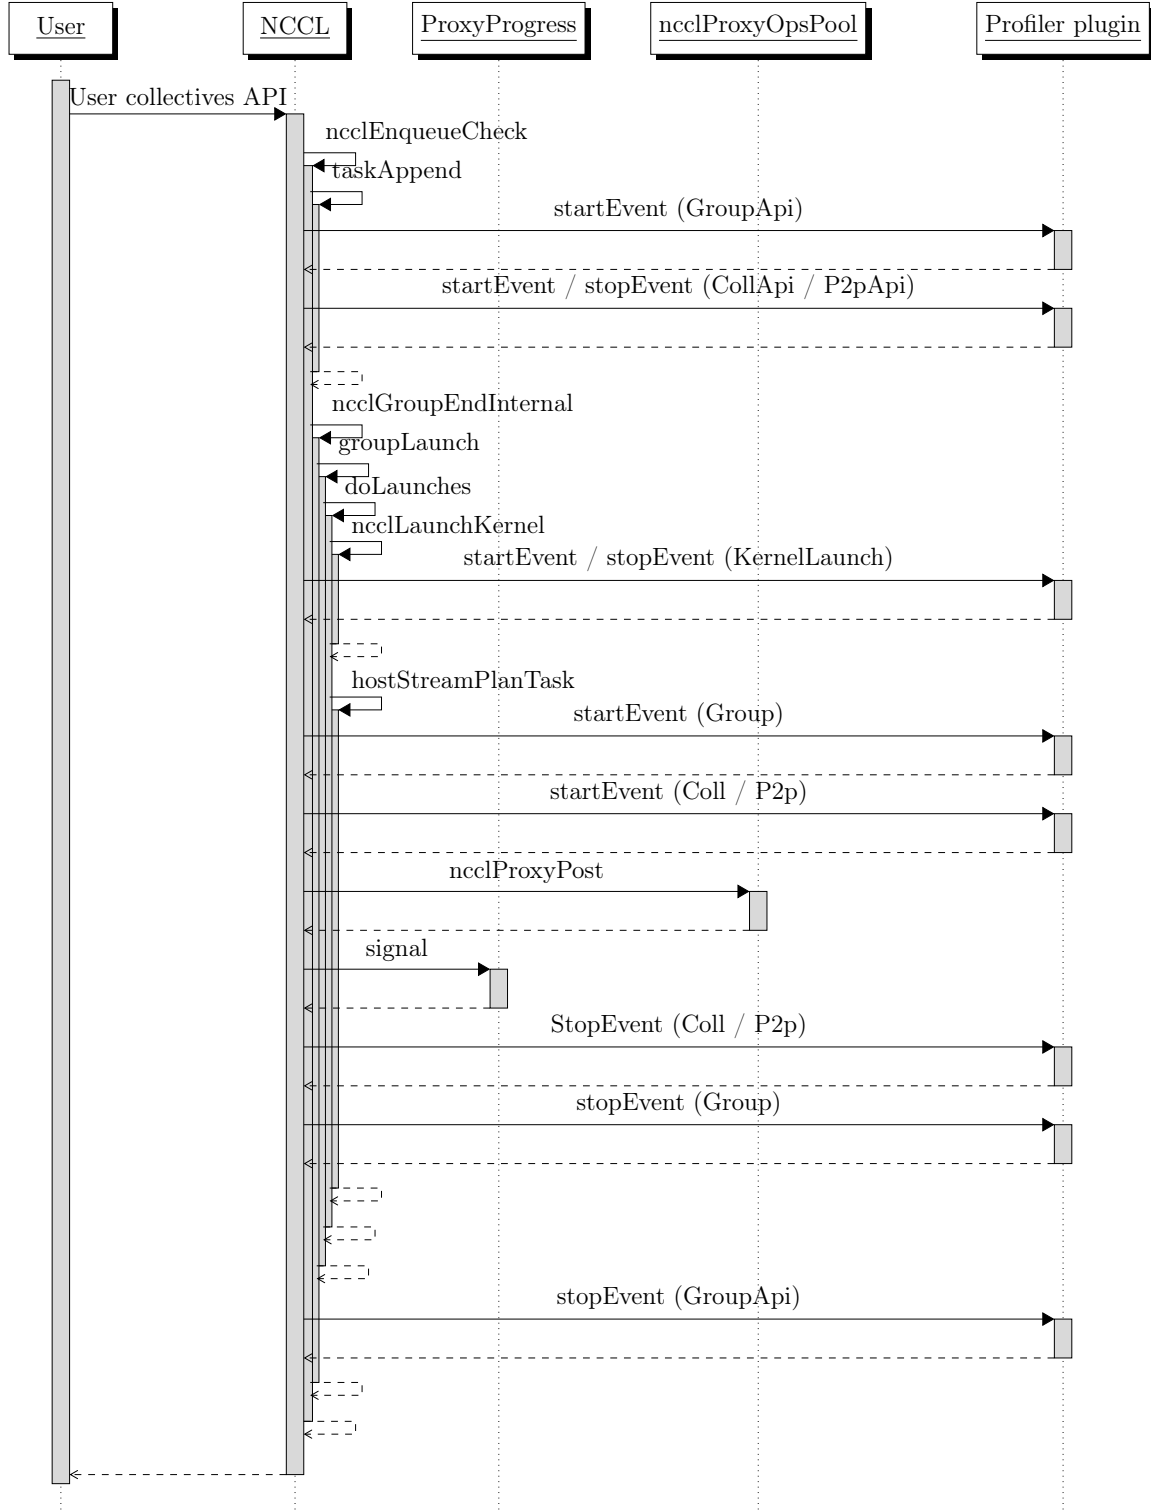 User
NCCL
ProxyProgress
ncclProxyOpsPool
Profiler plugin
User collectives API
ncclEnqueueCheck
taskAppend
startEvent (GroupApi)
startEvent / stopEvent (CollApi / P2pApi)
ncclGroupEndInternal
groupLaunch
doLaunches
ncclLaunchKernel
startEvent / stopEvent (KernelLaunch)
hostStreamPlanTask
startEvent (Group)
startEvent (Coll / P2p)
ncclProxyPost
signal
StopEvent (Coll / P2p)
stopEvent (Group)
stopEvent (GroupApi)